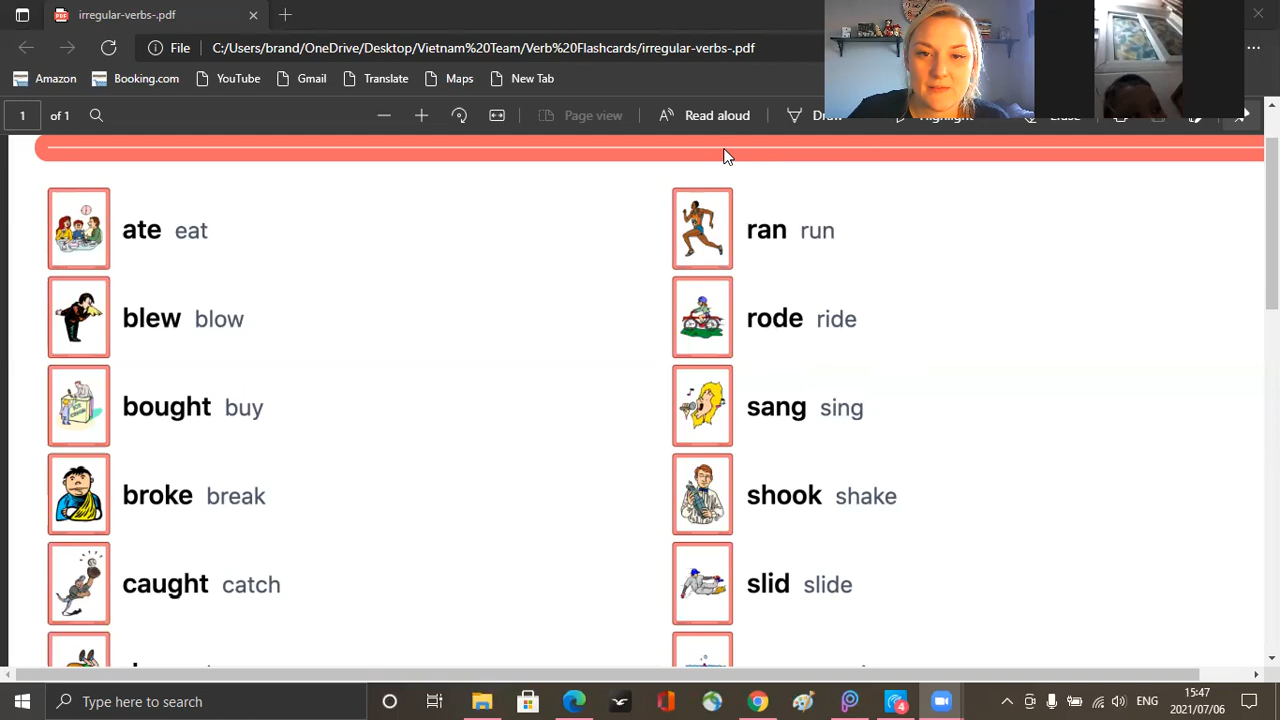 irregular-verbs-.pdf
File C:/Users/brand/OneDrive/Desktop/Vietnam%20Team/Verb%20Flashcards/irregular-verbs-.pdf
Amazon Booking.com YouTube Gmail Translate Maps New Tab
1 of 1 Page view Read aloud
ate eat
blew blow
bought buy
broke break
caught catch
ran run
rode ride
sang sing
shook shake
slid slide
Type here to search
4
ENG
15:47
2021/07/06